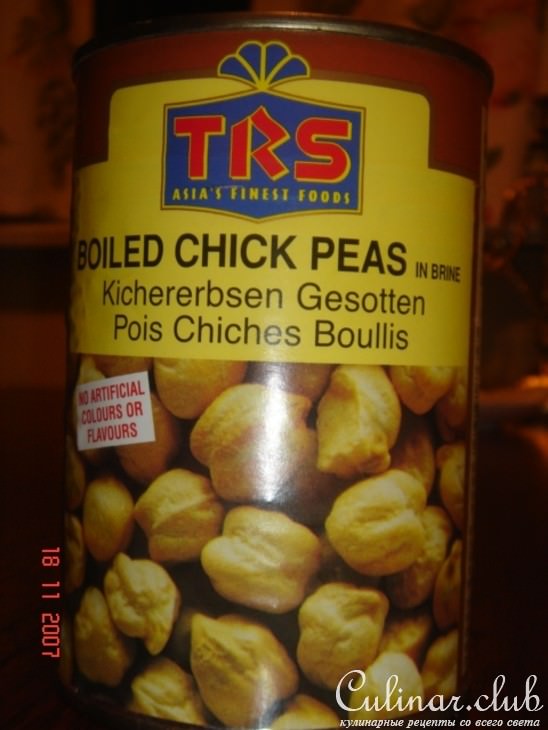 TRS
ASIA'S FINEST FOODS
BOILED CHICK PEAS IN BRINE
Kichererbsen Gesotten
Pois Chiches Boullis
NO ARTIFICIAL
COLOURS OR
FLAVOURS
18 11 2007
Culinar.club
кулинарные рецепты со всего света